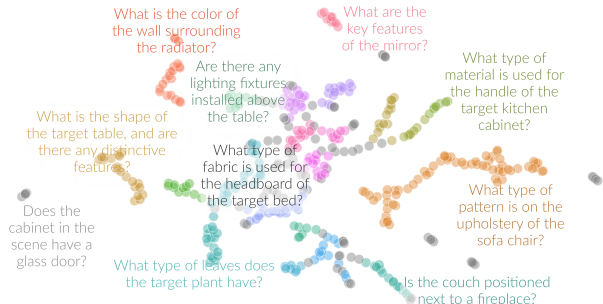 What is the color of
the wall surrounding
the radiator?
What are the
key features
of the mirror?
Are there any
lighting fixtures
installed above
the table?
What type of
material is used for
the handle of the
target kitchen
cabinet?
What is the shape of
the target table, and are
there any distinctive
features?
What type of
fabric is used for
the headboard of
the target bed?
What type of
pattern is on the
upholstery of the
sofa chair?
Does the
cabinet in the
scene have a
glass door?
What type of leaves does
the target plant have?
Is the couch positioned
next to a fireplace?